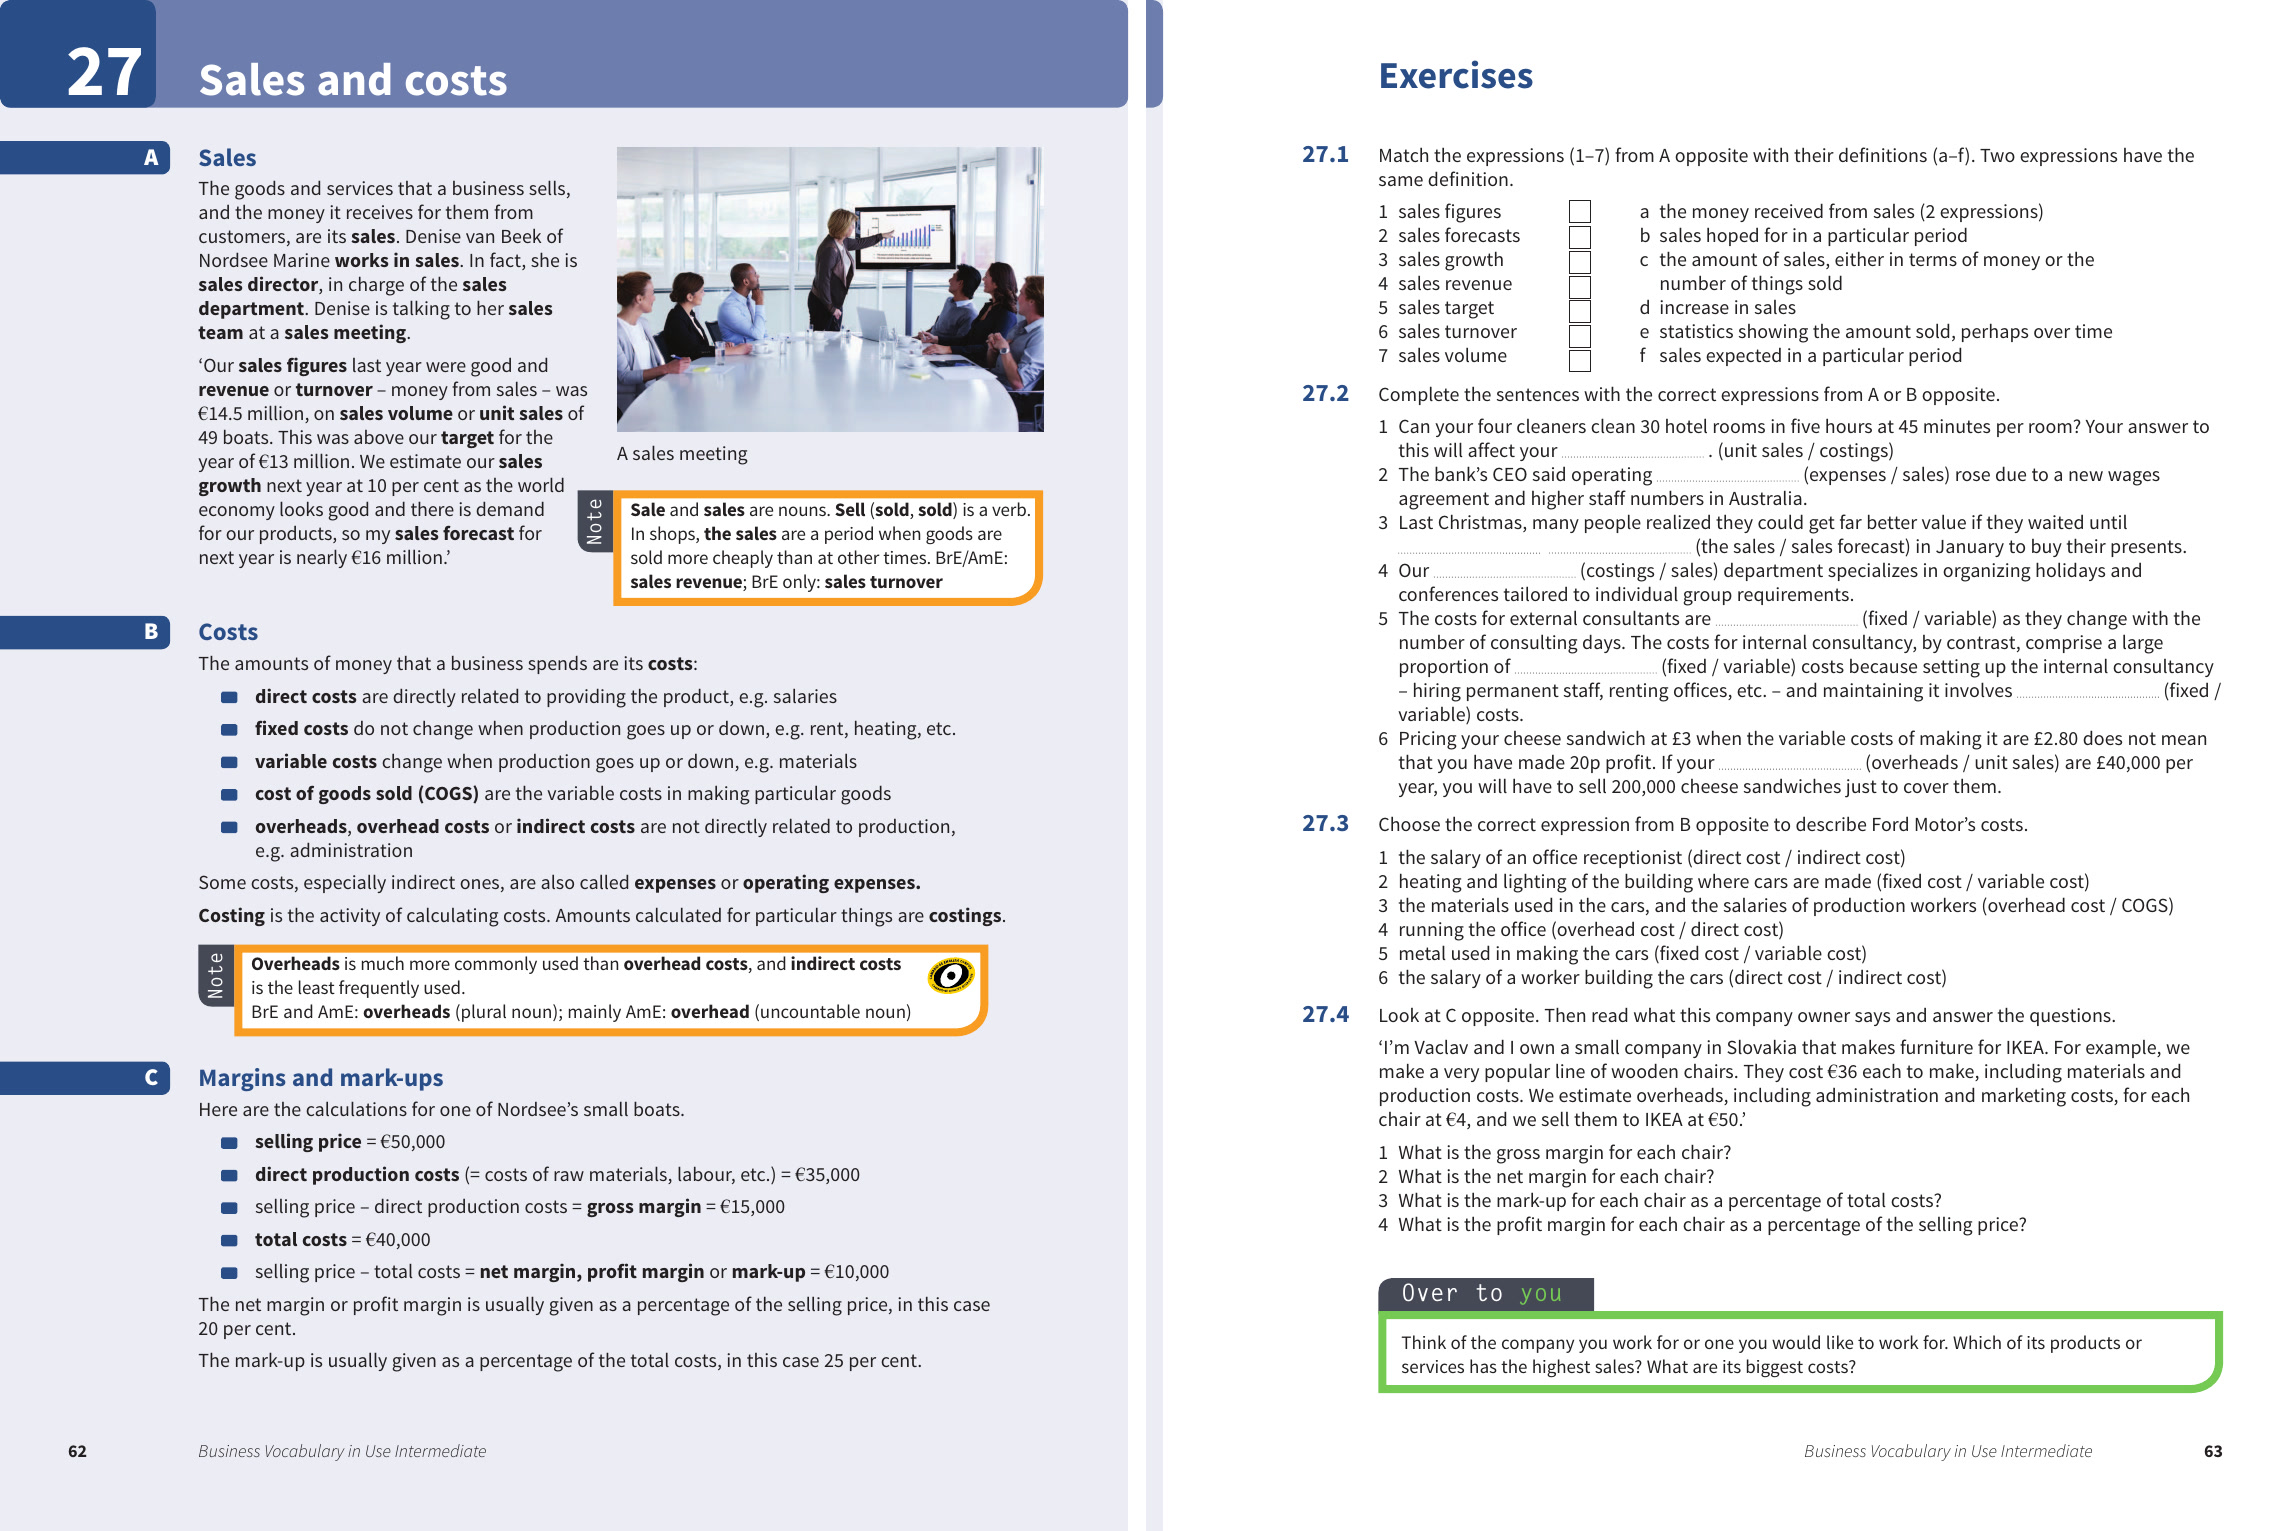 27
Sales and costs
A
Sales
The goods and services that a business sells,
and the money it receives for them from
customers, are its sales. Denise van Beek of
Nordsee Marine works in sales. In fact, she is
sales director, in charge of the sales
department. Denise is talking to her sales
team at a sales meeting.
‘Our sales figures last year were good and
revenue or turnover – money from sales – was
€14.5 million, on sales volume or unit sales of
49 boats. This was above our target for the
year of €13 million. We estimate our sales
growth next year at 10 per cent as the world
economy looks good and there is demand
for our products, so my sales forecast for
next year is nearly €16 million.’
A sales meeting
Note
Sale and sales are nouns. Sell (sold, sold) is a verb.
In shops, the sales are a period when goods are
sold more cheaply than at other times. BrE/AmE:
sales revenue; BrE only: sales turnover
B
Costs
The amounts of money that a business spends are its costs:
direct costs are directly related to providing the product, e.g. salaries
fixed costs do not change when production goes up or down, e.g. rent, heating, etc.
variable costs change when production goes up or down, e.g. materials
cost of goods sold (COGS) are the variable costs in making particular goods
overheads, overhead costs or indirect costs are not directly related to production,
e.g. administration
Some costs, especially indirect ones, are also called expenses or operating expenses.
Costing is the activity of calculating costs. Amounts calculated for particular things are costings.
Note
Overheads is much more commonly used than overhead costs, and indirect costs
is the least frequently used.
BrE and AmE: overheads (plural noun); mainly AmE: overhead (uncountable noun)
C
Margins and mark-ups
Here are the calculations for one of Nordsee’s small boats.
selling price = €50,000
direct production costs (= costs of raw materials, labour, etc.) = €35,000
selling price – direct production costs = gross margin = €15,000
total costs = €40,000
selling price – total costs = net margin, profit margin or mark-up = €10,000
The net margin or profit margin is usually given as a percentage of the selling price, in this case
20 per cent.
The mark-up is usually given as a percentage of the total costs, in this case 25 per cent.
62
Business Vocabulary in Use Intermediate
Exercises
27.1 Match the expressions (1–7) from A opposite with their definitions (a–f). Two expressions have the
same definition.
1 sales figures
2 sales forecasts
3 sales growth
4 sales revenue
5 sales target
6 sales turnover
7 sales volume
a the money received from sales (2 expressions)
b sales hoped for in a particular period
c the amount of sales, either in terms of money or the
number of things sold
d increase in sales
e statistics showing the amount sold, perhaps over time
f sales expected in a particular period
27.2 Complete the sentences with the correct expressions from A or B opposite.
1 Can your four cleaners clean 30 hotel rooms in five hours at 45 minutes per room? Your answer to
this will affect your .................... . (unit sales / costings)
2 The bank’s CEO said operating .................... (expenses / sales) rose due to a new wages
agreement and higher staff numbers in Australia.
3 Last Christmas, many people realized they could get far better value if they waited until
.................... .................... (the sales / sales forecast) in January to buy their presents.
4 Our .................... (costings / sales) department specializes in organizing holidays and
conferences tailored to individual group requirements.
5 The costs for external consultants are .................... (fixed / variable) as they change with the
number of consulting days. The costs for internal consultancy, by contrast, comprise a large
proportion of .................... (fixed / variable) costs because setting up the internal consultancy
– hiring permanent staff, renting offices, etc. – and maintaining it involves .................... (fixed /
variable) costs.
6 Pricing your cheese sandwich at £3 when the variable costs of making it are £2.80 does not mean
that you have made 20p profit. If your .................... (overheads / unit sales) are £40,000 per
year, you will have to sell 200,000 cheese sandwiches just to cover them.
27.3 Choose the correct expression from B opposite to describe Ford Motor’s costs.
1 the salary of an office receptionist (direct cost / indirect cost)
2 heating and lighting of the building where cars are made (fixed cost / variable cost)
3 the materials used in the cars, and the salaries of production workers (overhead cost / COGS)
4 running the office (overhead cost / direct cost)
5 metal used in making the cars (fixed cost / variable cost)
6 the salary of a worker building the cars (direct cost / indirect cost)
27.4 Look at C opposite. Then read what this company owner says and answer the questions.
‘I’m Vaclav and I own a small company in Slovakia that makes furniture for IKEA. For example, we
make a very popular line of wooden chairs. They cost €36 each to make, including materials and
production costs. We estimate overheads, including administration and marketing costs, for each
chair at €4, and we sell them to IKEA at €50.’
1 What is the gross margin for each chair?
2 What is the net margin for each chair?
3 What is the mark-up for each chair as a percentage of total costs?
4 What is the profit margin for each chair as a percentage of the selling price?
Over to you
Think of the company you work for or one you would like to work for. Which of its products or
services has the highest sales? What are its biggest costs?
Business Vocabulary in Use Intermediate
63